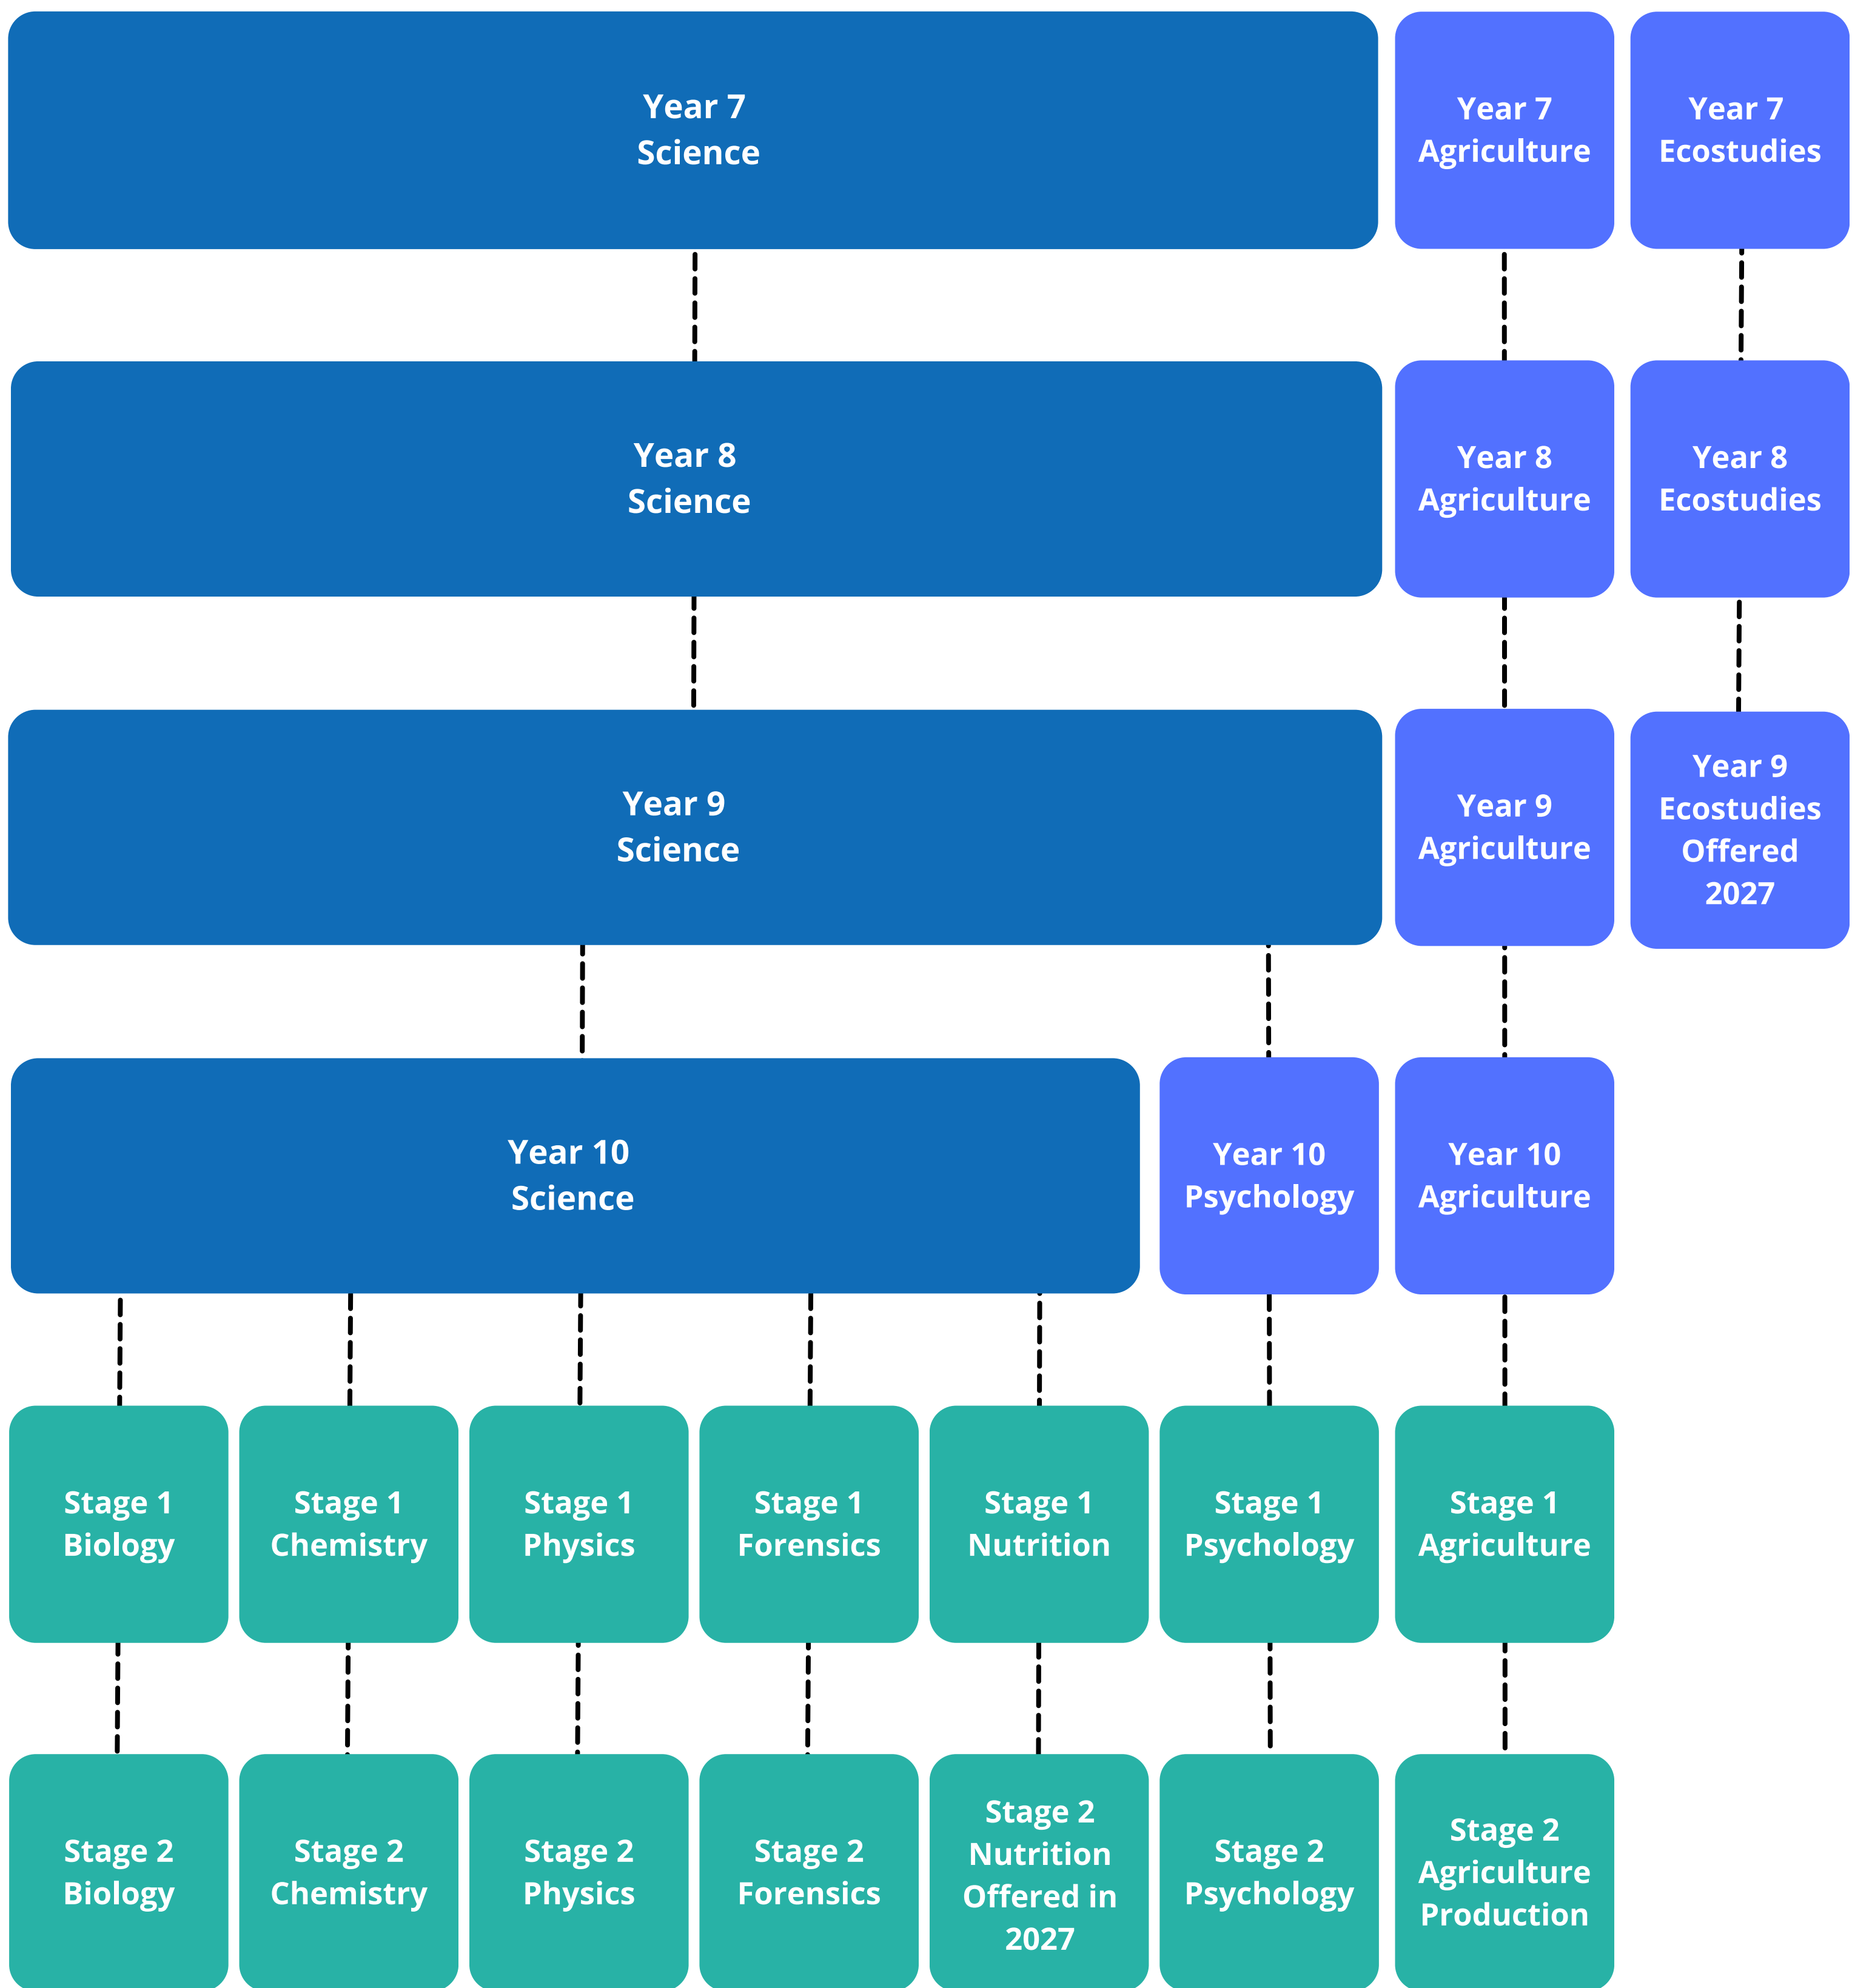 Year 7
Science
Year 7
Agriculture
Year 7
Ecostudies
Year 8
Science
Year 8
Agriculture
Year 8
Ecostudies
Year 9
Science
Year 9
Agriculture
Year 9
Ecostudies
Offered
2027
Year 10
Science
Year 10
Psychology
Year 10
Agriculture
Stage 1
Biology
Stage 1
Chemistry
Stage 1
Physics
Stage 1
Forensics
Stage 1
Nutrition
Stage 1
Psychology
Stage 1
Agriculture
Stage 2
Biology
Stage 2
Chemistry
Stage 2
Physics
Stage 2
Forensics
Stage 2
Nutrition
Offered in
2027
Stage 2
Psychology
Stage 2
Agriculture
Production